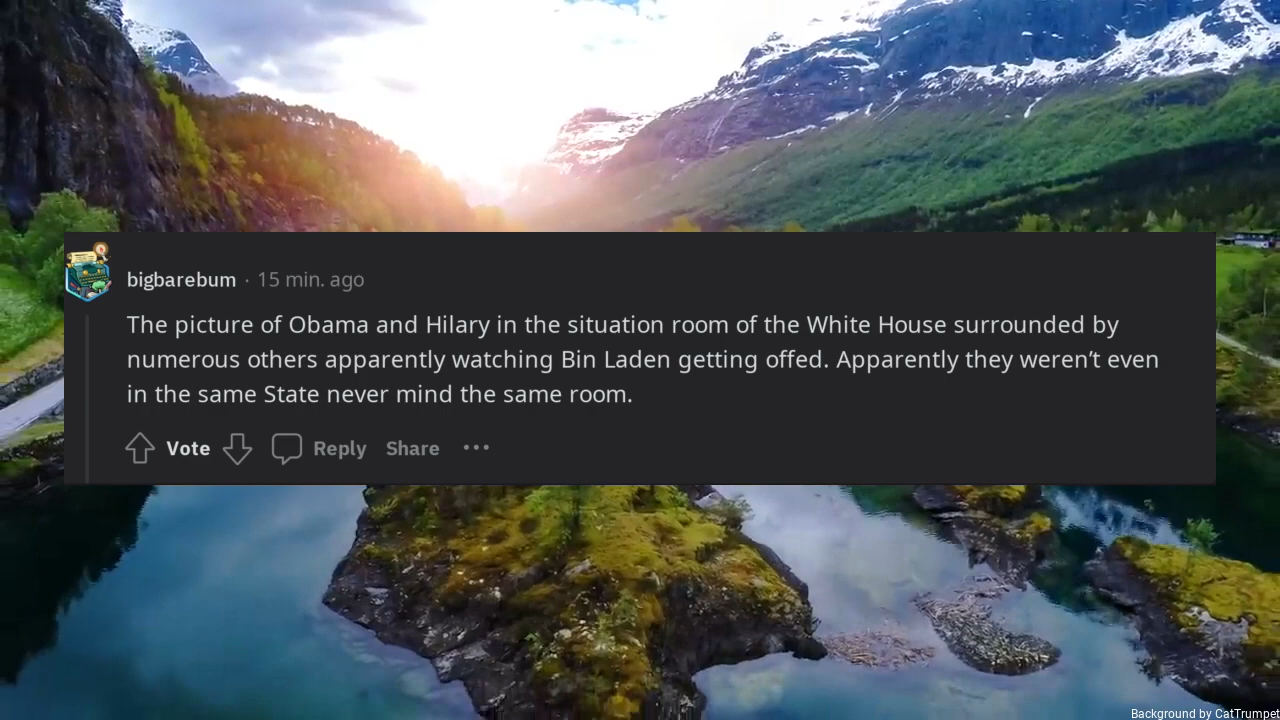 bigbarebum · 15 min. ago
The picture of Obama and Hilary in the situation room of the White House surrounded by
numerous others apparently watching Bin Laden getting offed. Apparently they weren’t even
in the same State never mind the same room.
Vote Reply Share ···
Background by CatTrumpet